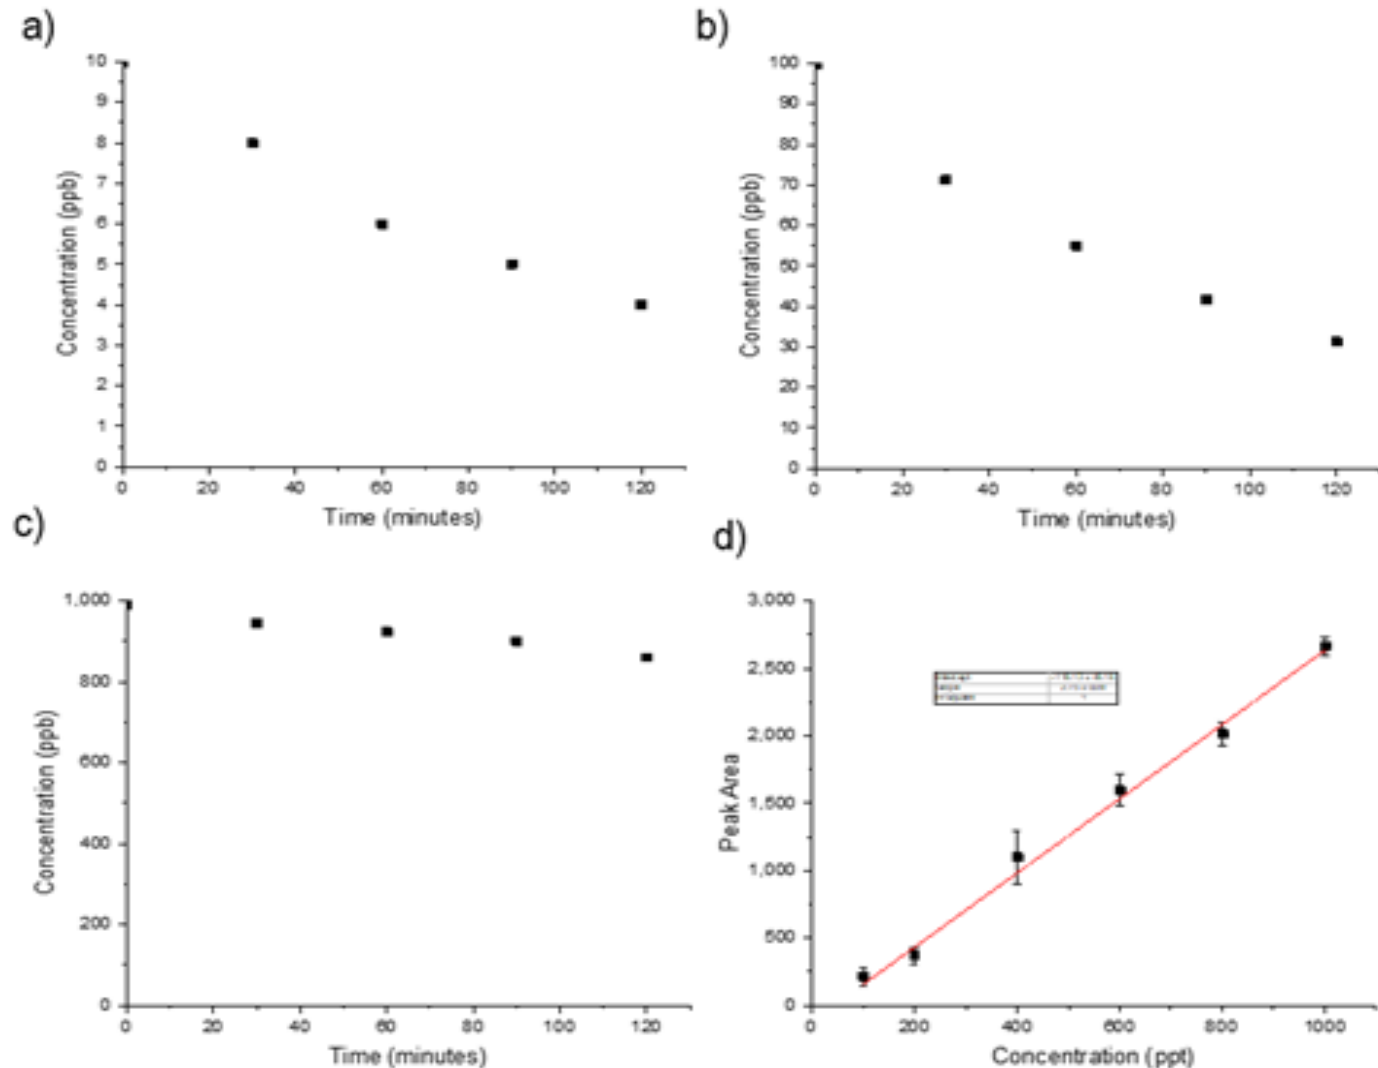 a)
10
9
8
7
6
5
4
3
2
1
0
Concentration (ppb)
0 20 40 60 80 100 120
Time (minutes)
b)
100
90
80
70
60
50
40
30
20
10
0
Concentration (ppb)
0 20 40 60 80 100 120
Time (minutes)
c)
1,000
800
600
400
200
0
Concentration (ppb)
0 20 40 60 80 100 120
Time (minutes)
d)
3,000
2,500
2,000
1,500
1,000
500
0
Peak Area
0 200 400 600 800 1000
Concentration (ppt)